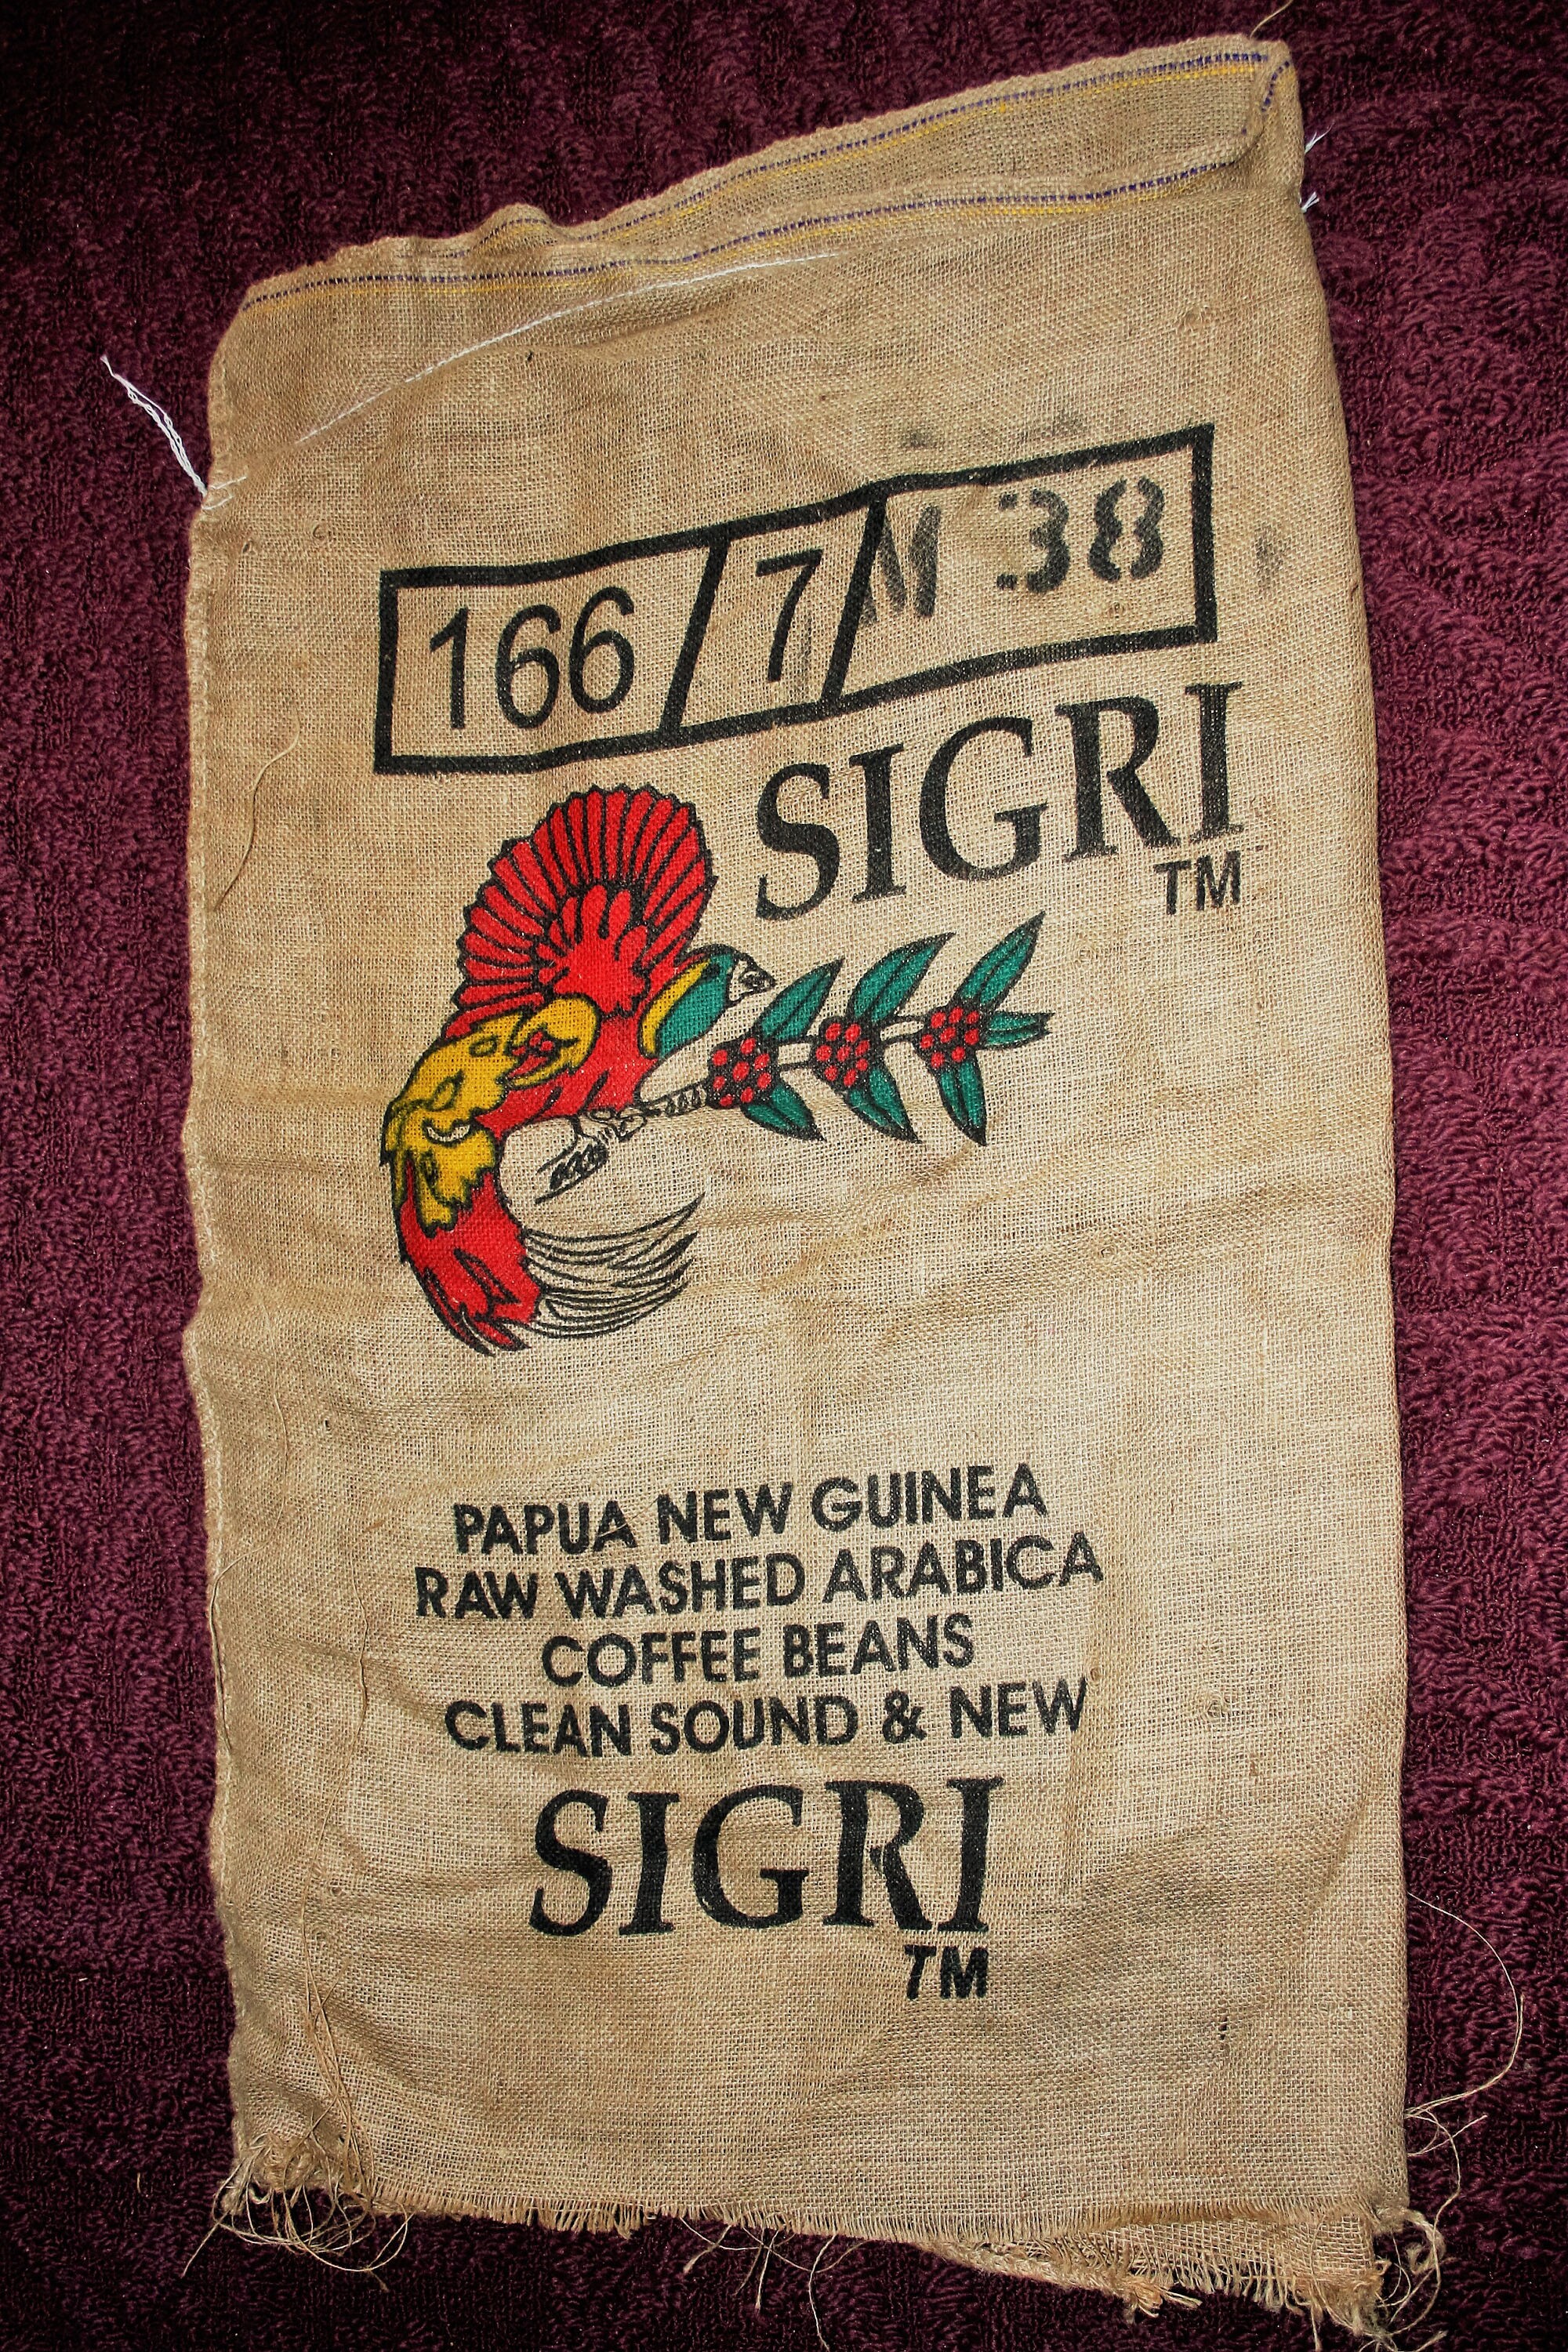 166 7 M 38
SIGRI
TM
PAPUA NEW GUINEA
RAW WASHED ARABICA
COFFEE BEANS
CLEAN SOUND & NEW
SIGRI
TM